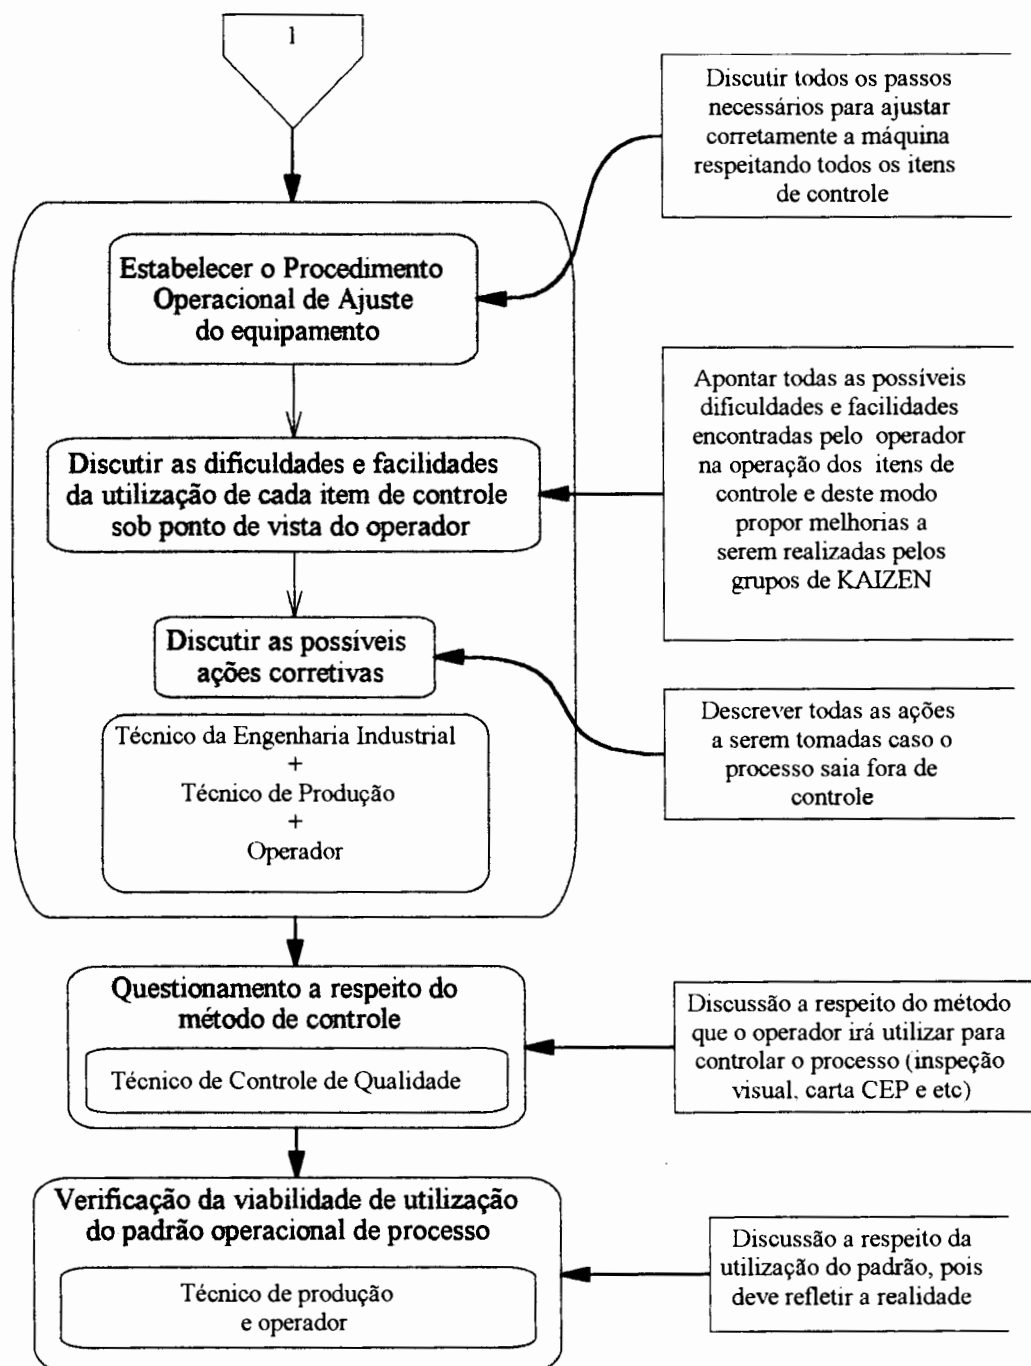 1
Discutir todos os passos
necessários para ajustar
corretamente a máquina
respeitando todos os itens
de controle
Estabelecer o Procedimento
Operacional de Ajuste
do equipamento
Apontar todas as possíveis
dificuldades e facilidades
encontradas pelo operador
na operação dos itens de
controle e deste modo
propor melhorias a
serem realizadas pelos
grupos de KAIZEN
Discutir as dificuldades e facilidades
da utilização de cada item de controle
sob ponto de vista do operador
Discutir as possíveis
ações corretivas
Descrever todas as ações
a serem tomadas caso o
processo saia fora de
controle
Técnico da Engenharia Industrial
+
Técnico de Produção
+
Operador
Questionamento a respeito do
método de controle
Técnico de Controle de Qualidade
Discussão a respeito do método
que o operador irá utilizar para
controlar o processo (inspeção
visual, carta CEP e etc)
Verificação da viabilidade de utilização
do padrão operacional de processo
Técnico de produção
e operador
Discussão a respeito da
utilização do padrão, pois
deve refletir a realidade